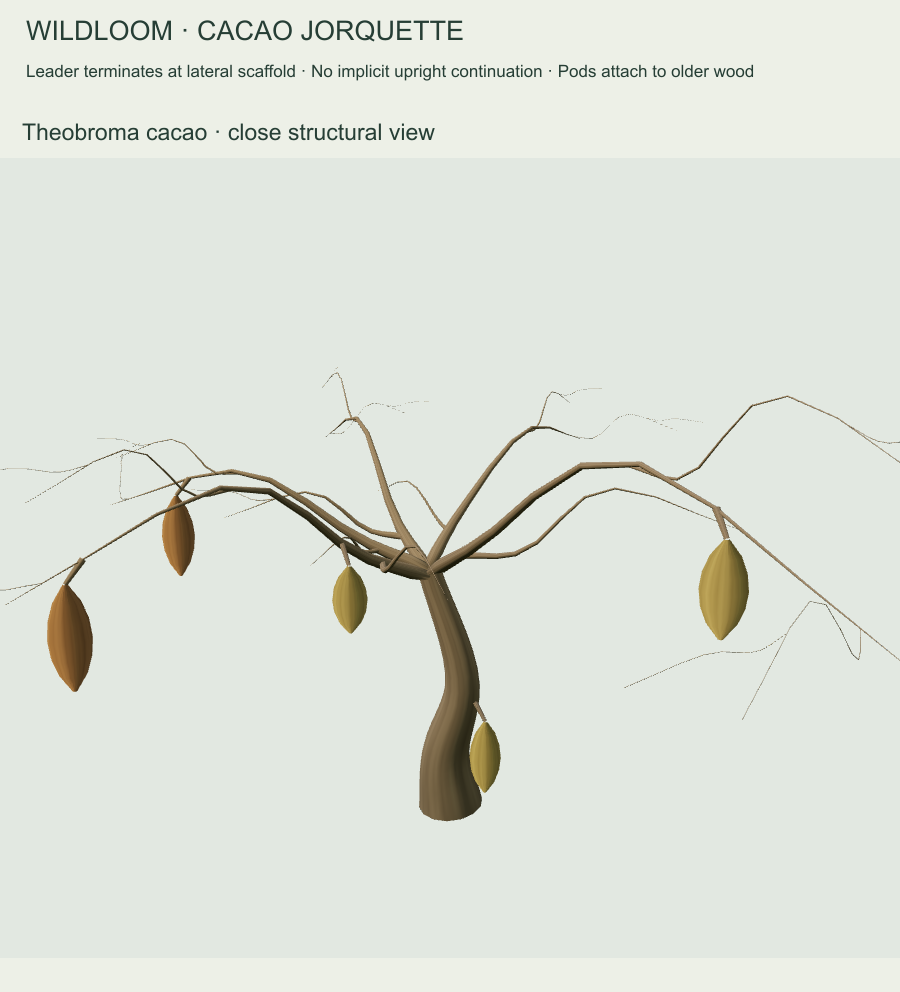 WILDLOOM · CACAO JORQUETTE
Leader terminates at lateral scaffold · No implicit upright continuation · Pods attach to older wood
Theobroma cacao · close structural view